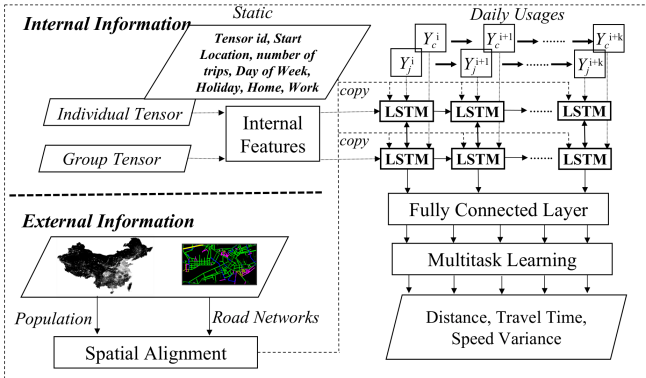 Internal Information
Static
Tensor id, Start
Location, number of
trips, Day of Week,
Holiday, Home, Work
Individual Tensor
Group Tensor
Internal
Features
copy
copy
Daily Usages
Y_c^i
Y_c^{i+1}
......
Y_c^{i+k}
Y_j^i
Y_j^{i+1}
......
Y_j^{i+k}
LSTM
LSTM
......
LSTM
LSTM
LSTM
......
LSTM
Fully Connected Layer
Multitask Learning
Distance, Travel Time,
Speed Variance
External Information
Population
Road Networks
Spatial Alignment